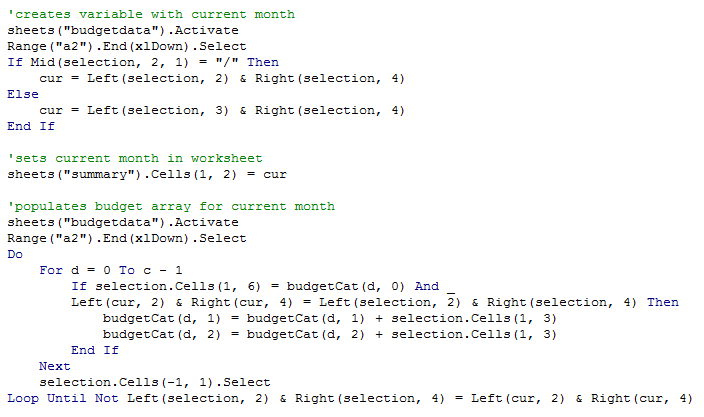 'creates variable with current month
sheets("budgetdata").Activate
Range("a2").End(xlDown).Select
If Mid(selection, 2, 1) = "/" Then
    cur = Left(selection, 2) & Right(selection, 4)
Else
    cur = Left(selection, 3) & Right(selection, 4)
End If

'sets current month in worksheet
sheets("summary").Cells(1, 2) = cur

'populates budget array for current month
sheets("budgetdata").Activate
Range("a2").End(xlDown).Select
Do
    For d = 0 To c - 1
        If selection.Cells(1, 6) = budgetCat(d, 0) And _
        Left(cur, 2) & Right(cur, 4) = Left(selection, 2) & Right(selection, 4) Then
            budgetCat(d, 1) = budgetCat(d, 1) + selection.Cells(1, 3)
            budgetCat(d, 2) = budgetCat(d, 2) + selection.Cells(1, 3)
        End If
    Next
    selection.Cells(-1, 1).Select
Loop Until Not Left(selection, 2) & Right(selection, 4) = Left(cur, 2) & Right(cur, 4)